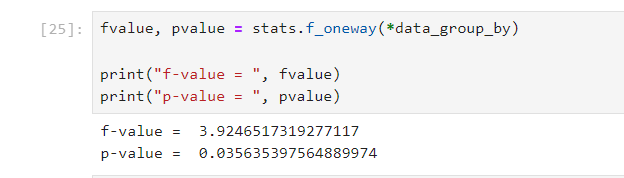 [25]: fvalue, pvalue = stats.f_oneway(*data_group_by)
print("f-value = ", fvalue)
print("p-value = ", pvalue)
f-value =  3.9246517319277117
p-value =  0.035635397564889974